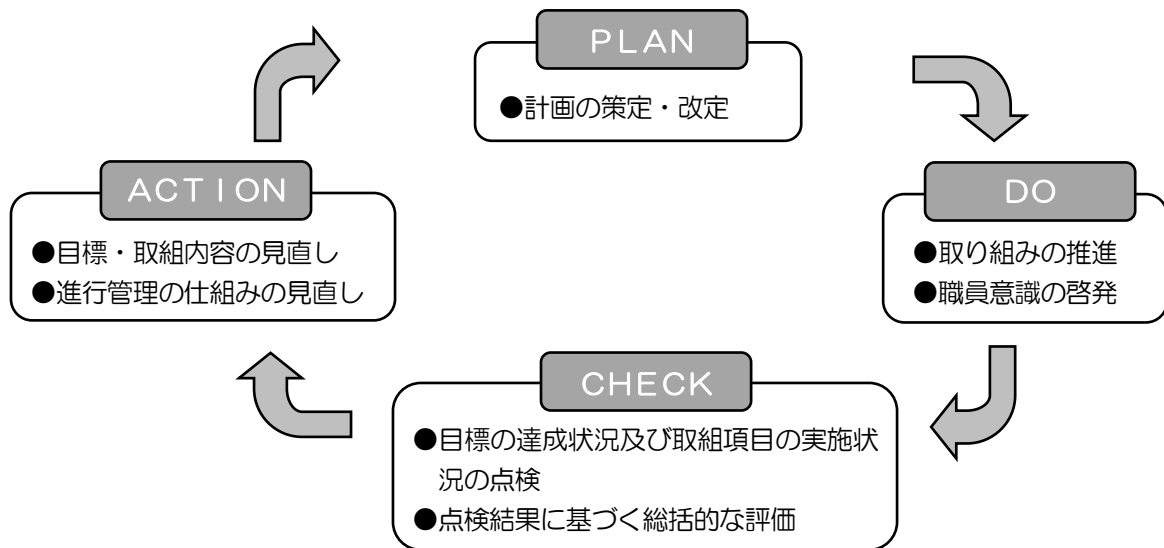 PLAN
●計画の策定・改定
ACTION
●目標・取組内容の見直し
●進行管理の仕組みの見直し
DO
●取り組みの推進
●職員意識の啓発
CHECK
●目標の達成状況及び取組項目の実施状
況の点検
●点検結果に基づく総括的な評価